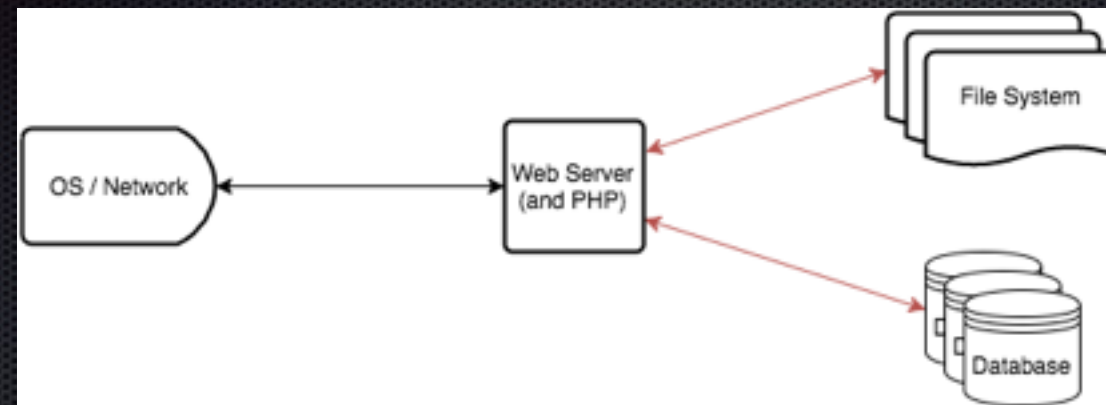 OS / Network
Web Server
(and PHP)
File System
Database